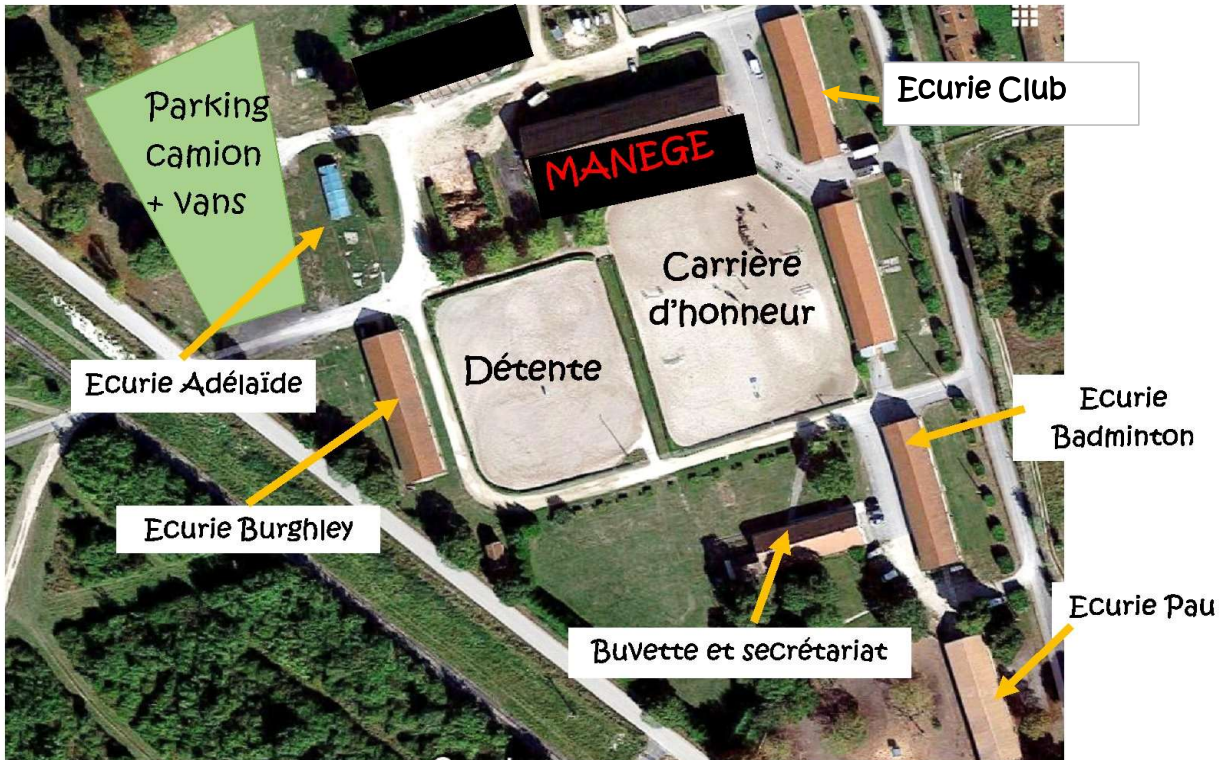 Parking
camion
+ vans
Ecurie Club
MANEGE
Carrière
d'honneur
Détente
Ecurie Adélaïde
Ecurie
Badminton
Ecurie Burghley
Buvette et secrétariat
Ecurie Pau